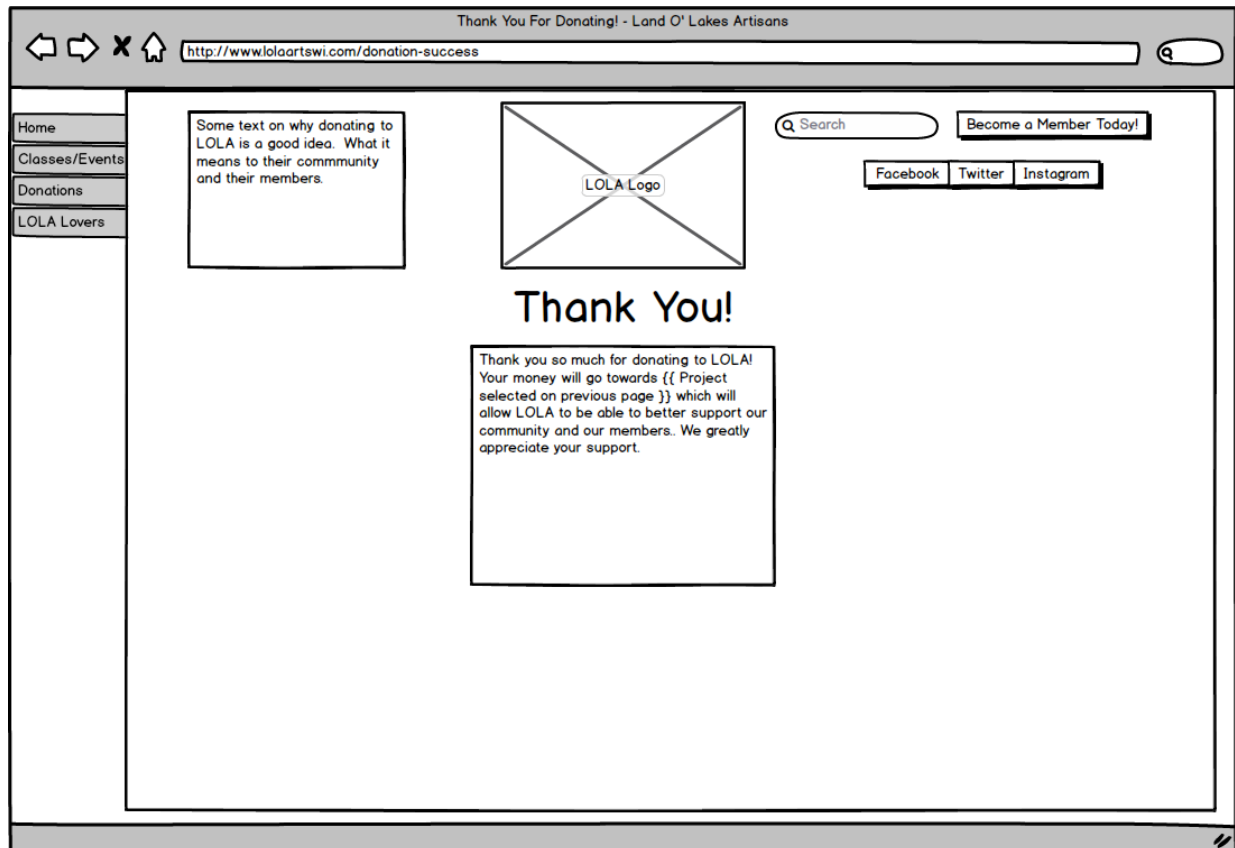 Thank You For Donating! - Land O' Lakes Artisans
http://www.lolaartswi.com/donation-success
Home
Classes/Events
Donations
LOLA Lovers
Some text on why donating to
LOLA is a good idea. What it
means to their commmunity
and their members.
LOLA Logo
Search
Become a Member Today!
Facebook Twitter Instagram
Thank You!
Thank you so much for donating to LOLA!
Your money will go towards {{ Project
selected on previous page }} which will
allow LOLA to be able to better support our
community and our members.. We greatly
appreciate your support.